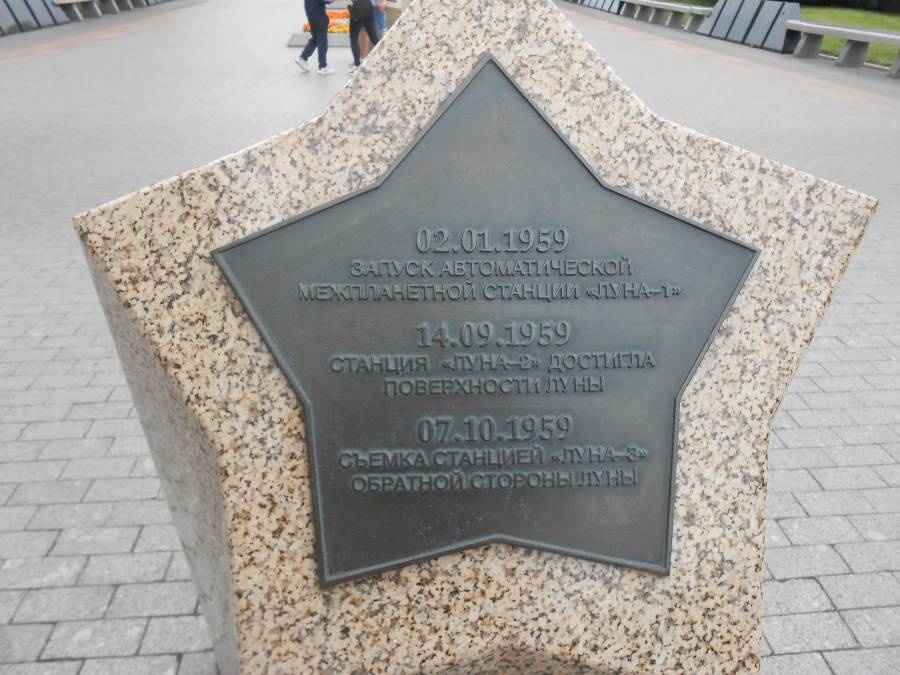 02.01.1959
ЗАПУСК АВТОМАТИЧЕСКОЙ
МЕЖПЛАНЕТНОЙ СТАНЦИИ «ЛУНА–1»
14.09.1959
СТАНЦИЯ «ЛУНА–2» ДОСТИГЛА
ПОВЕРХНОСТИ ЛУНЫ
07.10.1959
СЪЕМКА СТАНЦИЕЙ «ЛУНА–3»
ОБРАТНОЙ СТОРОНЫ ЛУНЫ